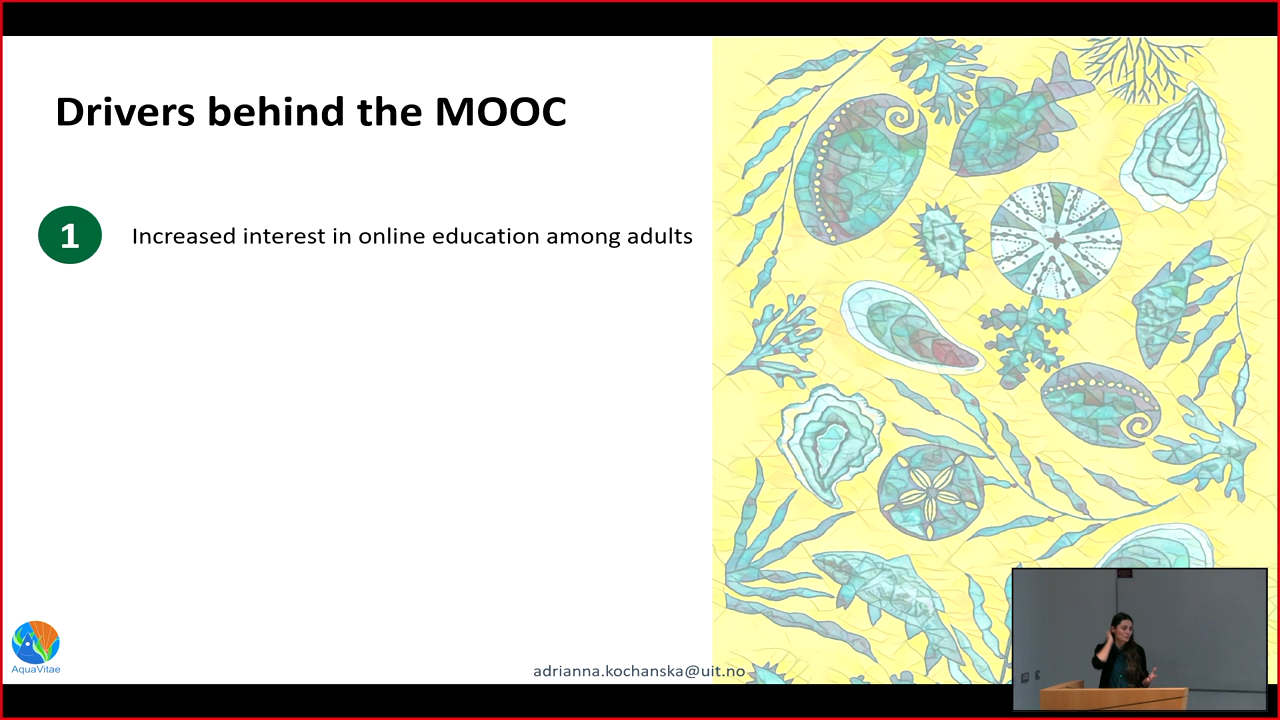 Drivers behind the MOOC
1
Increased interest in online education among adults
AquaVitae
adrianna.kochanska@uit.no